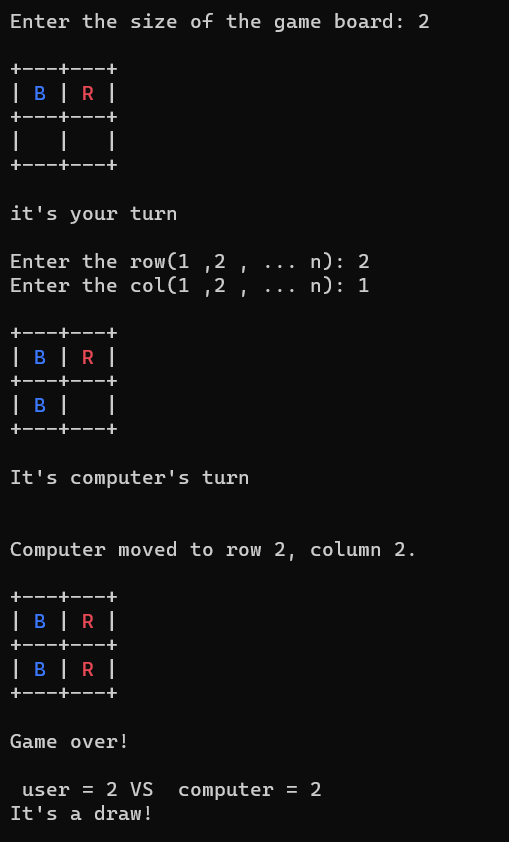 Enter the size of the game board: 2
+---+---+
| B | R |
+---+---+
|   |   |
+---+---+
it's your turn
Enter the row(1 ,2 , ... n): 2
Enter the col(1 ,2 , ... n): 1
+---+---+
| B | R |
+---+---+
| B |   |
+---+---+
It's computer's turn
Computer moved to row 2, column 2.
+---+---+
| B | R |
+---+---+
| B | R |
+---+---+
Game over!
 user = 2 VS  computer = 2
It's a draw!